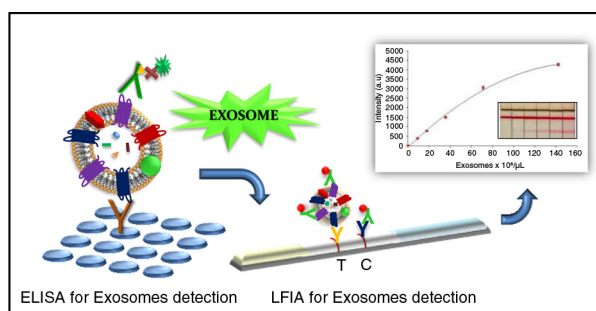 EXOSOME
ELISA for Exosomes detection
T C
LFIA for Exosomes detection
Intensity (a.u)
5000
4500
4000
3500
3000
2500
2000
1500
1000
500
0
0 20 40 60 80 100 120 140 160
Exosomes x 10⁶/µL